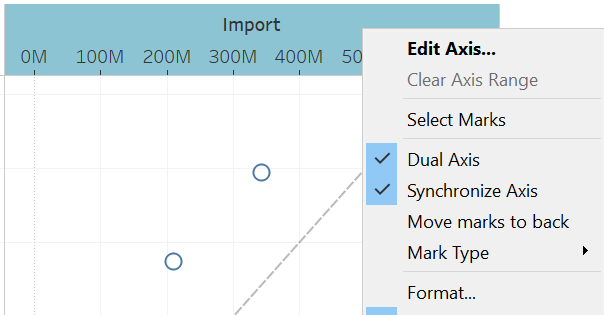 Import
0M 100M 200M 300M 400M
Edit Axis...
Clear Axis Range
Select Marks
Dual Axis
Synchronize Axis
Move marks to back
Mark Type
Format...